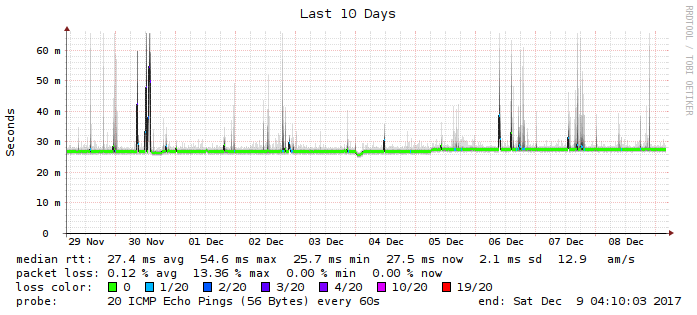 Last 10 Days
RRDTOOL / TOBI OETIKER
Seconds
60 m
50 m
40 m
30 m
20 m
10 m
0
29 Nov 30 Nov 01 Dec 02 Dec 03 Dec 04 Dec 05 Dec 06 Dec 07 Dec 08 Dec
median rtt: 27.4 ms avg 54.6 ms max 25.7 ms min 27.5 ms now 2.1 ms sd 12.9 am/s
packet loss: 0.12 % avg 13.36 % max 0.00 % min 0.00 % now
loss color: 0 1/20 2/20 3/20 4/20 10/20 19/20
probe: 20 ICMP Echo Pings (56 Bytes) every 60s end: Sat Dec 9 04:10:03 2017